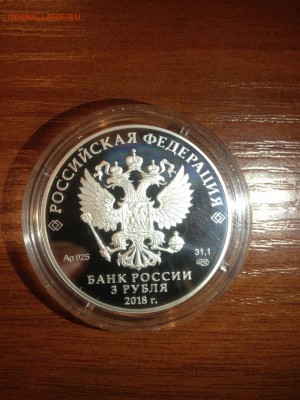 РОССИЙСКАЯ ФЕДЕРАЦИЯ
Ag 925
31,1
БАНК РОССИИ
3 РУБЛЯ
2018 г.